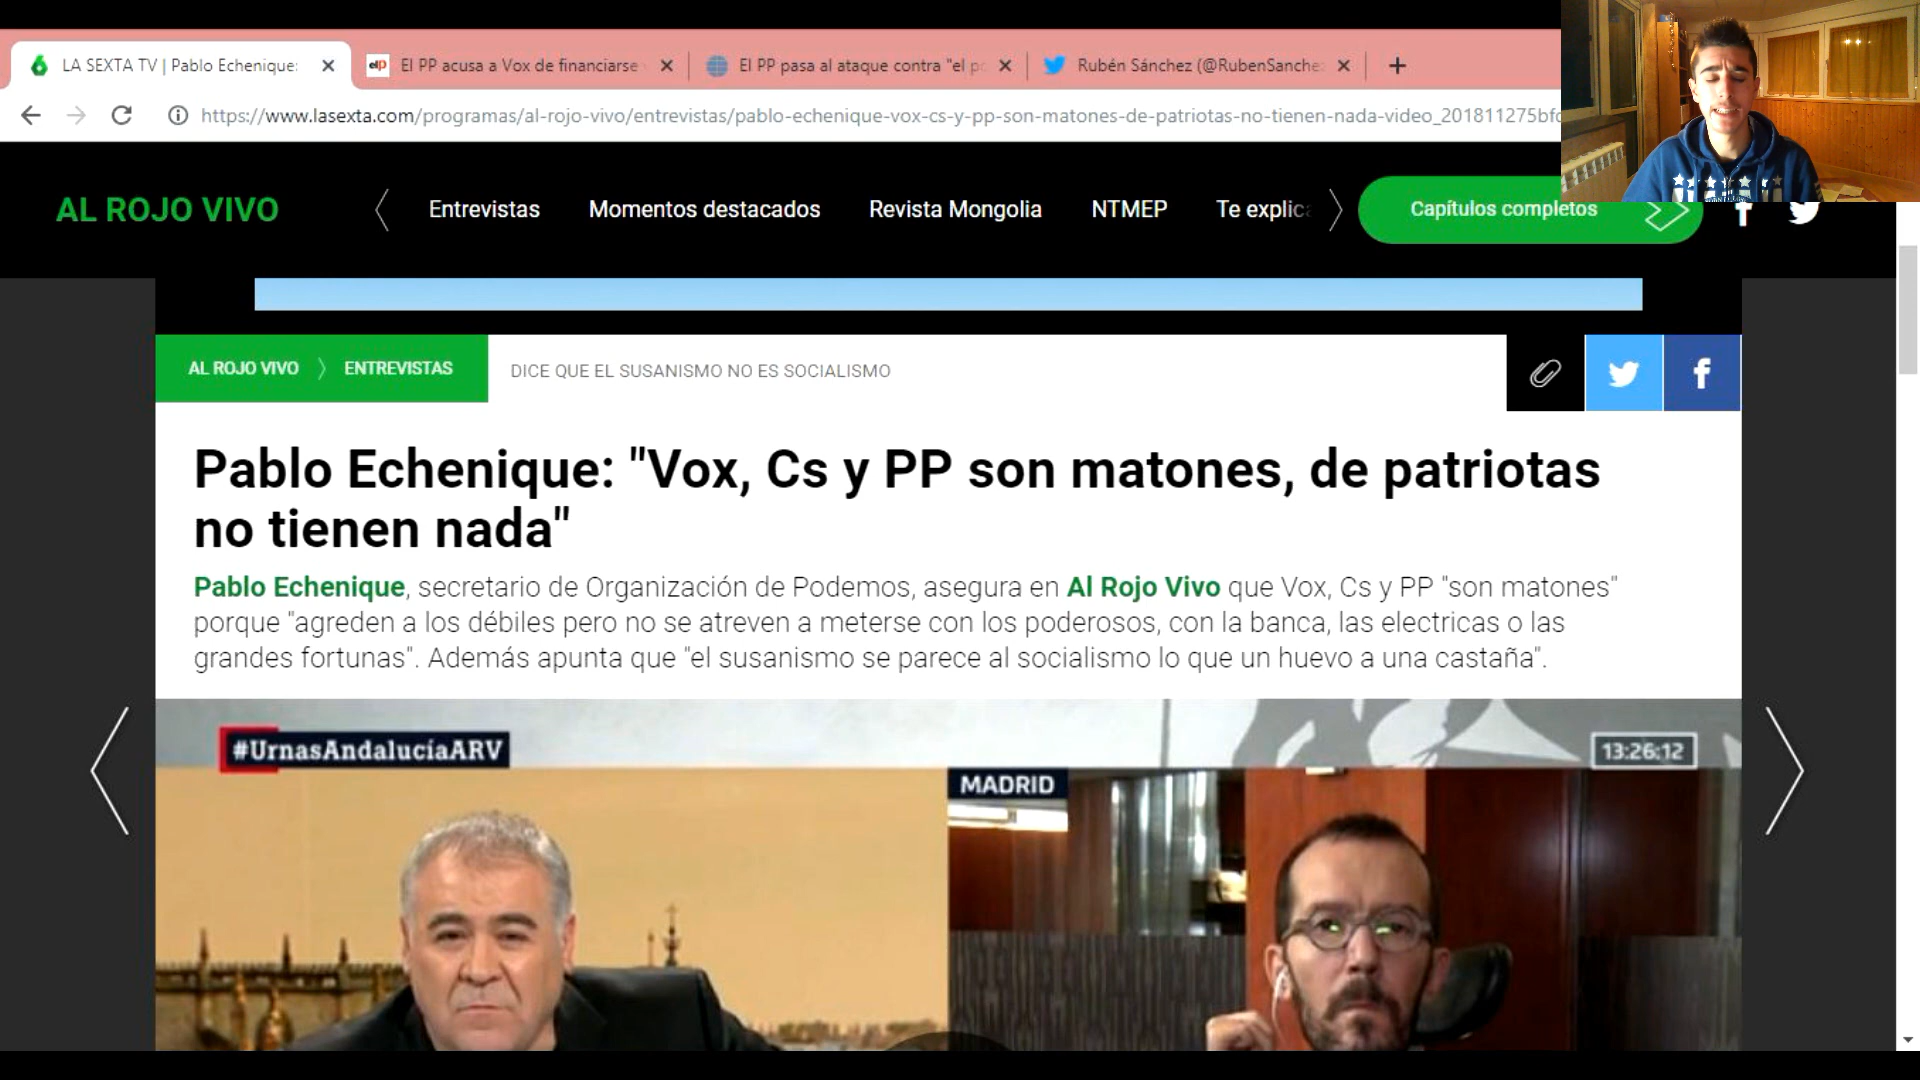 LA SEXTA TV | Pablo Echenique:
El PP acusa a Vox de financiarse
El PP pasa al ataque contra "el po
Rubén Sánchez (@RubenSanche
https://www.lasexta.com/programas/al-rojo-vivo/entrevistas/pablo-echenique-vox-cs-y-pp-son-matones-de-patriotas-no-tienen-nada-video_201811275bf
AL ROJO VIVO
Entrevistas
Momentos destacados
Revista Mongolia
NTMEP
Te explic
Capítulos completos
AL ROJO VIVO
ENTREVISTAS
DICE QUE EL SUSANISMO NO ES SOCIALISMO
Pablo Echenique: "Vox, Cs y PP son matones, de patriotas
no tienen nada"
Pablo Echenique, secretario de Organización de Podemos, asegura en Al Rojo Vivo que Vox, Cs y PP "son matones"
porque "agreden a los débiles pero no se atreven a meterse con los poderosos, con la banca, las electricas o las
grandes fortunas". Además apunta que "el susanismo se parece al socialismo lo que un huevo a una castaña".
#UrnasAndalucíaARV
13:26:12
MADRID